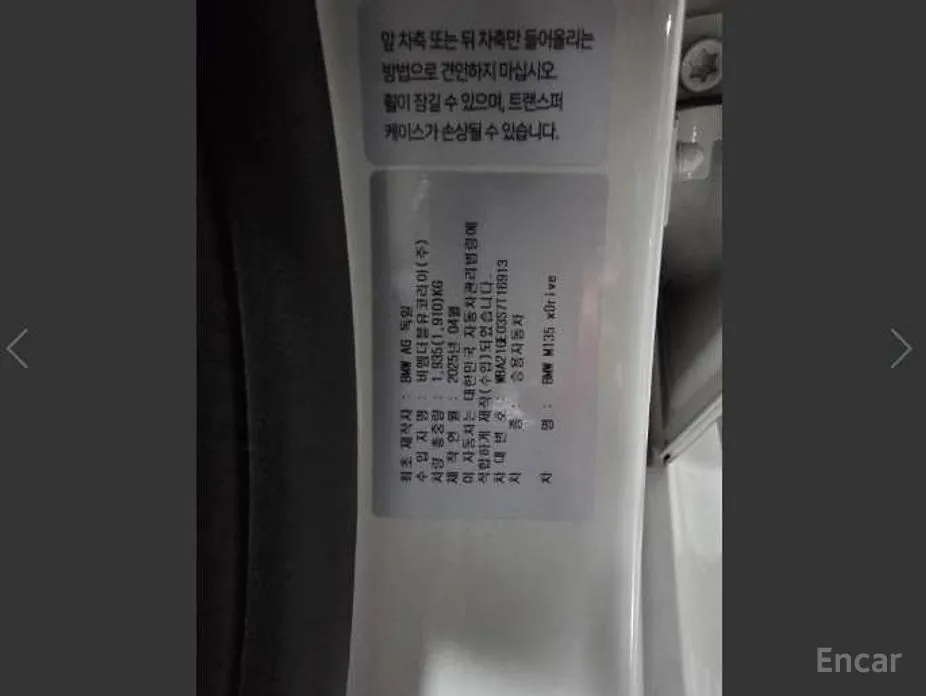 앞 차축 또는 뒤 차축만 들어올리는
방법으로 견인하지 마십시오.
휠이 잠길 수 있으며, 트랜스퍼
케이스가 손상될 수 있습니다.
최초 제작자 : BMW AG 독일
수 입 자 명 : 비엠더블유코리아(주)
차량 총중량 : 1,935(1,910)KG
제 작 연 월 : 2025년 04월
이 자동차는 대한민국 자동차관리법령에
적합하게 제작(수입)되었습니다.
차 대 번 호 : WBA21GE0357T16913
차 종 : 승용자동차
차 명 : BMW M135 xDrive
Encar